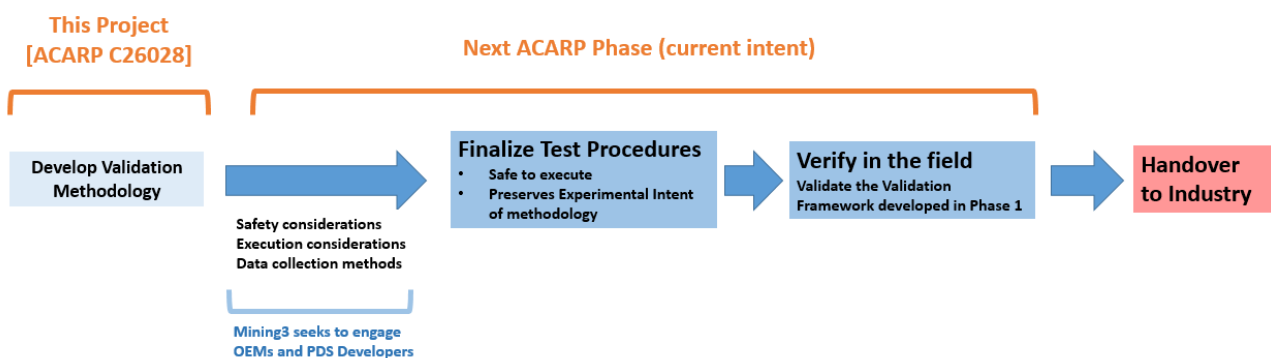 This Project
[ACARP C26028]
Next ACARP Phase (current intent)
Develop Validation
Methodology
Safety considerations
Execution considerations
Data collection methods
Mining3 seeks to engage
OEMs and PDS Developers
Finalize Test Procedures
• Safe to execute
• Preserves Experimental Intent
of methodology
Verify in the field
Validate the Validation
Framework developed in Phase 1
Handover
to Industry